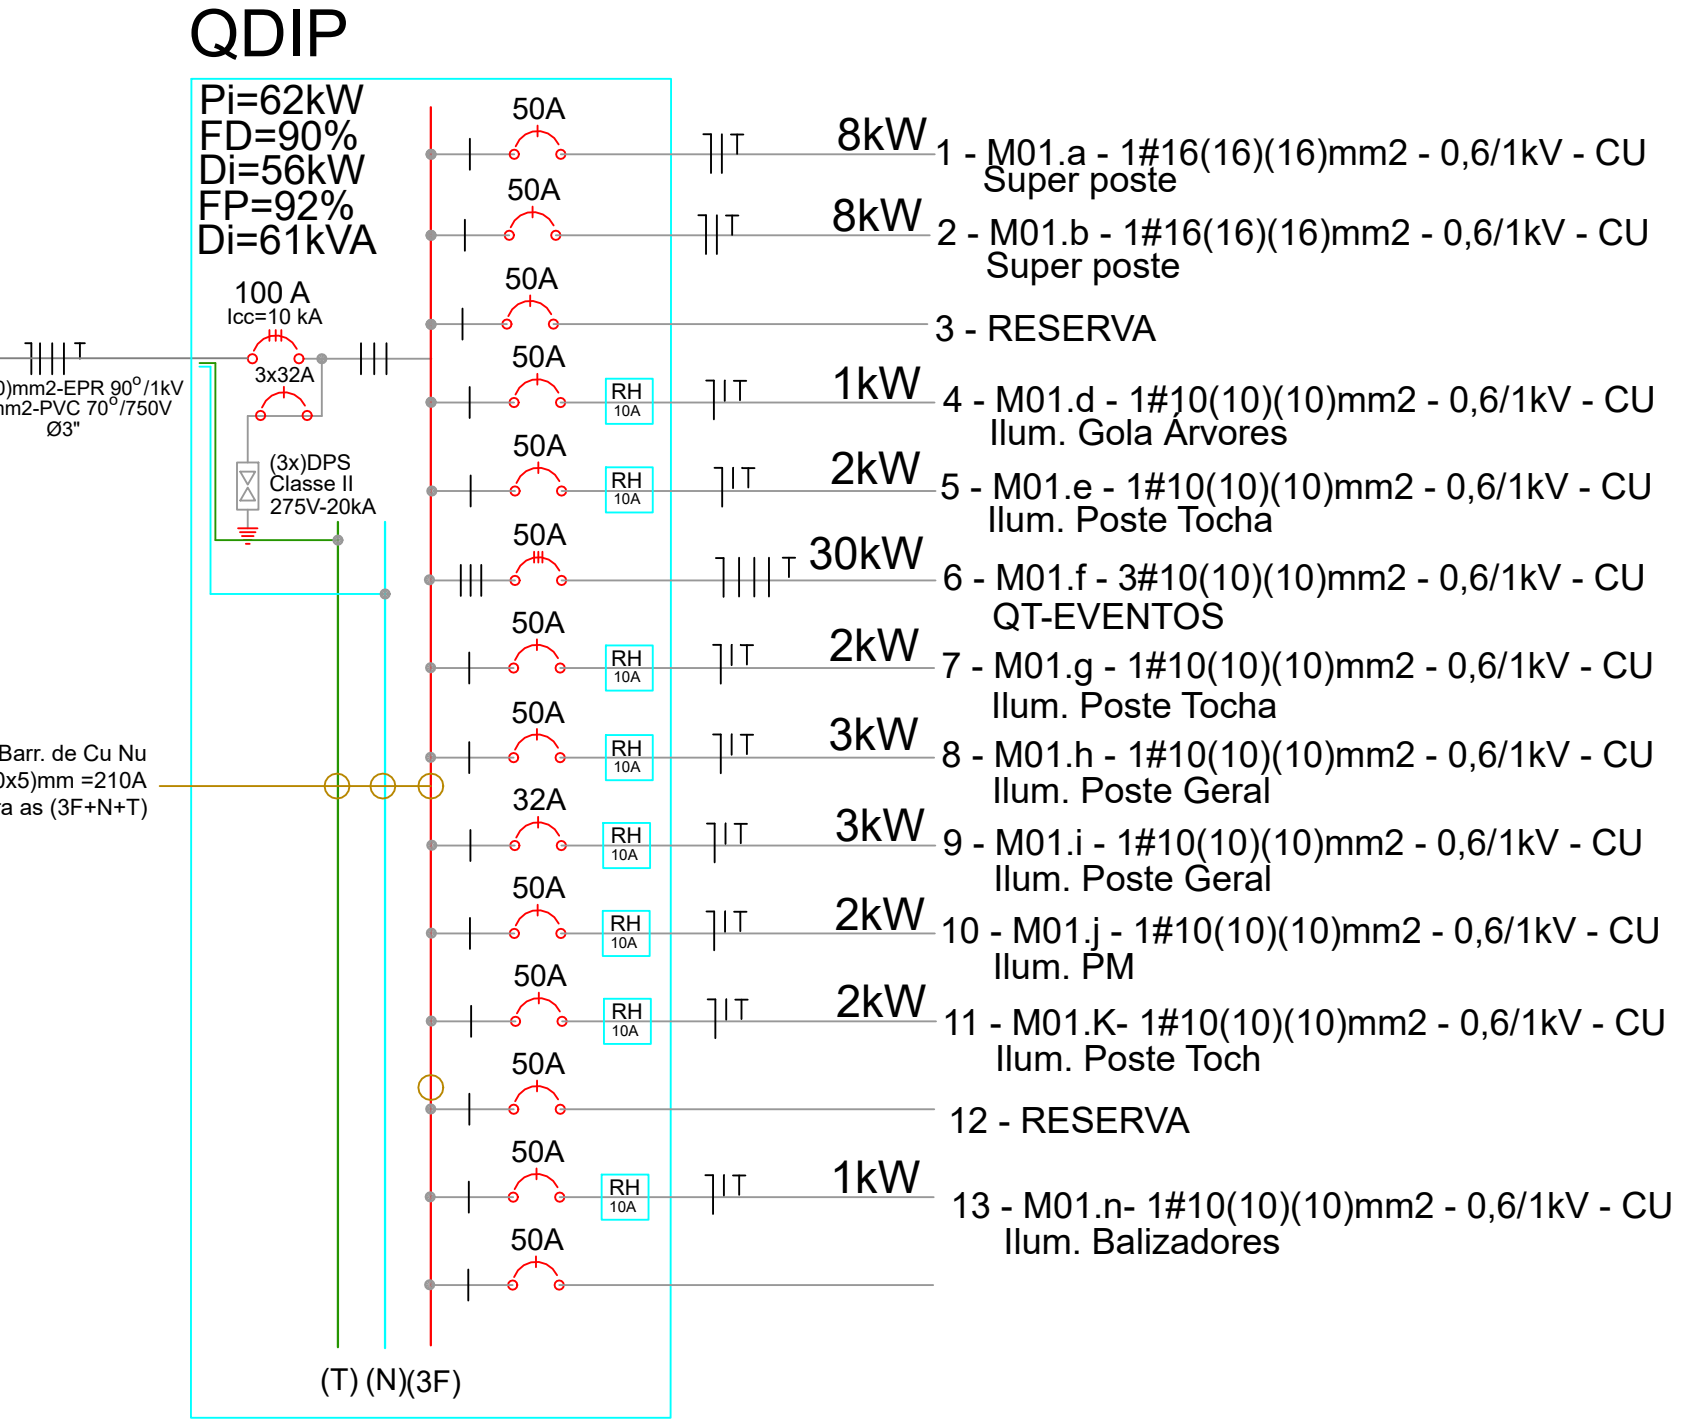 QDIP
Pi=62kW
FD=90%
Di=56kW
FP=92%
Di=61kVA
100 A
Icc=10 kA
3x32A
0)mm2-EPR 90°/1kV
mm2-PVC 70°/750V
Ø3"
(3x)DPS
Classe II
275V-20kA
Barr. de Cu Nu
0x5)mm =210A
ra as (3F+N+T)
50A
T
8kW
1 - M01.a - 1#16(16)(16)mm2 - 0,6/1kV - CU
Super poste
50A
T
8kW
2 - M01.b - 1#16(16)(16)mm2 - 0,6/1kV - CU
Super poste
50A
3 - RESERVA
50A
RH
10A
T
1kW
4 - M01.d - 1#10(10)(10)mm2 - 0,6/1kV - CU
Ilum. Gola Árvores
50A
RH
10A
T
2kW
5 - M01.e - 1#10(10)(10)mm2 - 0,6/1kV - CU
Ilum. Poste Tocha
50A
T
30kW
6 - M01.f - 3#10(10)(10)mm2 - 0,6/1kV - CU
QT-EVENTOS
50A
RH
10A
T
2kW
7 - M01.g - 1#10(10)(10)mm2 - 0,6/1kV - CU
Ilum. Poste Tocha
50A
RH
10A
T
3kW
8 - M01.h - 1#10(10)(10)mm2 - 0,6/1kV - CU
Ilum. Poste Geral
32A
RH
10A
T
3kW
9 - M01.i - 1#10(10)(10)mm2 - 0,6/1kV - CU
Ilum. Poste Geral
50A
RH
10A
T
2kW
10 - M01.j - 1#10(10)(10)mm2 - 0,6/1kV - CU
Ilum. PM
50A
RH
10A
T
2kW
11 - M01.K- 1#10(10)(10)mm2 - 0,6/1kV - CU
Ilum. Poste Toch
50A
12 - RESERVA
50A
RH
10A
T
1kW
13 - M01.n- 1#10(10)(10)mm2 - 0,6/1kV - CU
Ilum. Balizadores
50A
(T) (N)(3F)